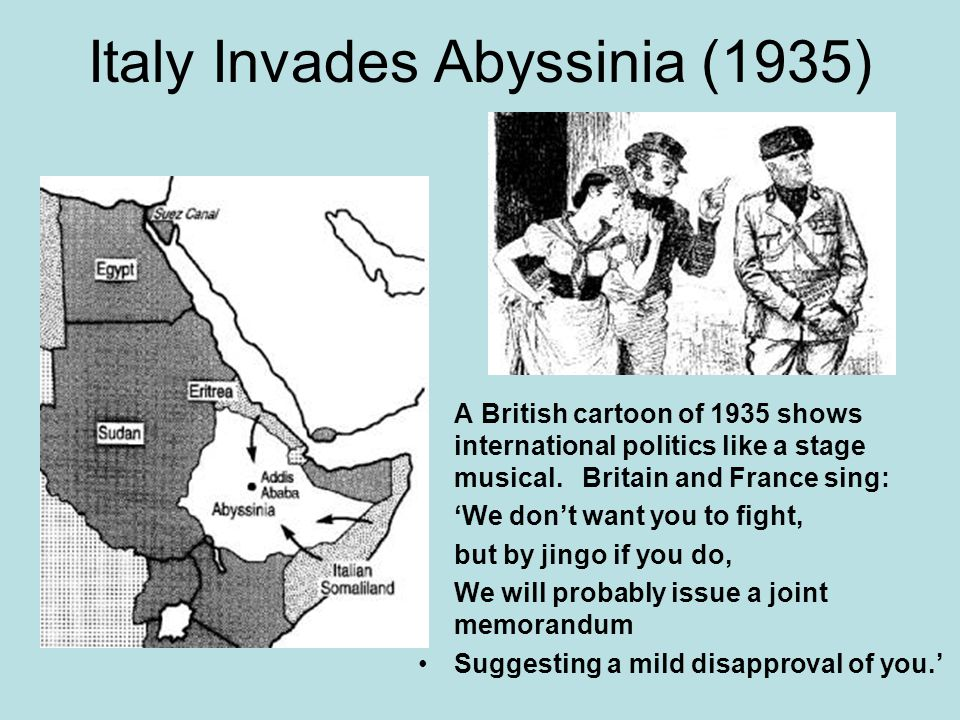 Italy Invades Abyssinia (1935)
Suez Canal
Egypt
Eritrea
Sudan
Addis
Ababa
Abyssinia
Italian
Somaliland
A British cartoon of 1935 shows
international politics like a stage
musical. Britain and France sing:
‘We don’t want you to fight,
but by jingo if you do,
We will probably issue a joint
memorandum
• Suggesting a mild disapproval of you.’